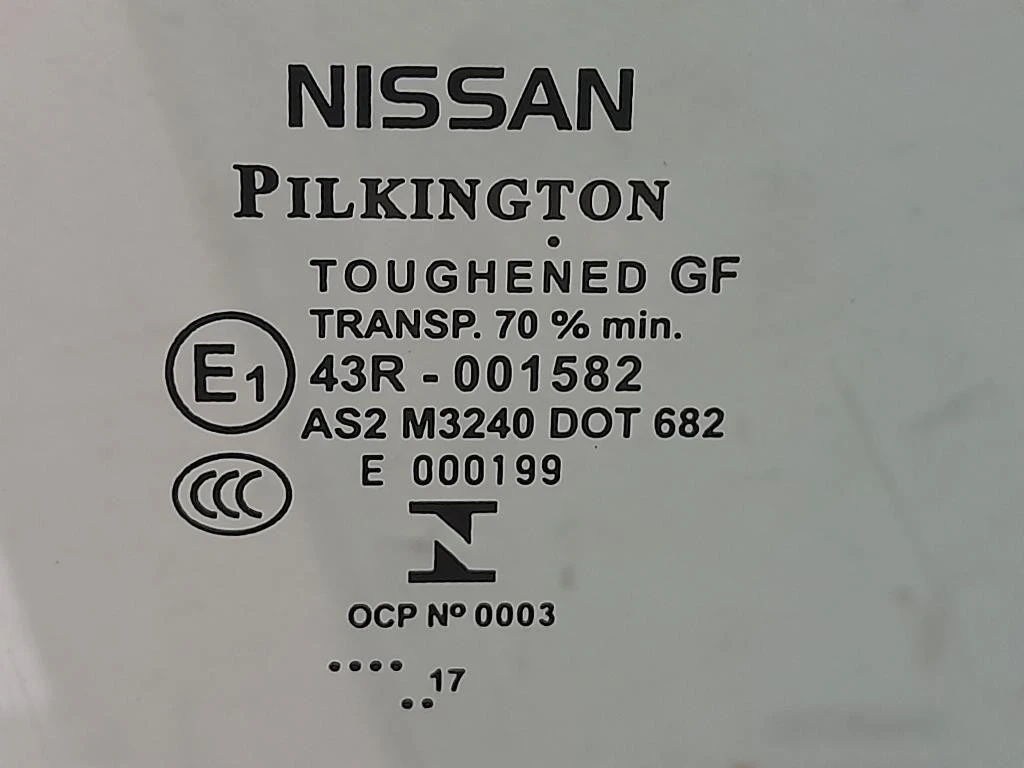 NISSAN
PILKINGTON
TOUGHENED GF
TRANSP. 70 % min.
E1 43R - 001582
AS2 M3240 DOT 682
CCC E 000199
OCP Nº 0003
17